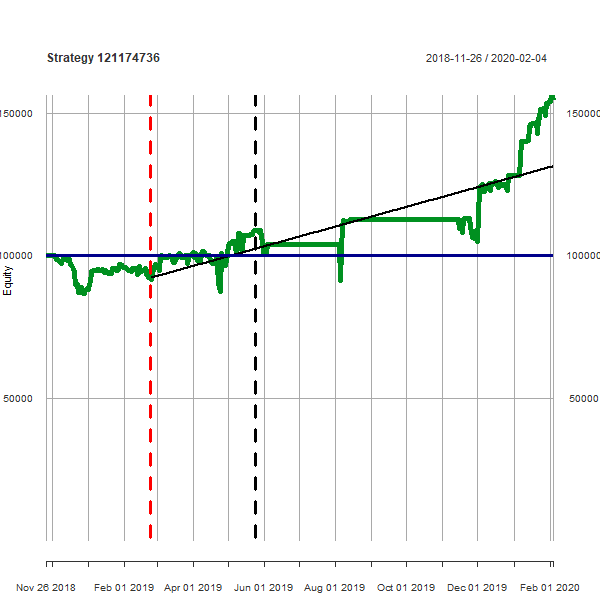 Strategy 121174736
2018-11-26 / 2020-02-04
150000 150000
100000 100000
Equity
50000 50000
Nov 26 2018 Feb 01 2019 Apr 01 2019 Jun 01 2019 Aug 01 2019 Oct 01 2019 Dec 01 2019 Feb 01 2020